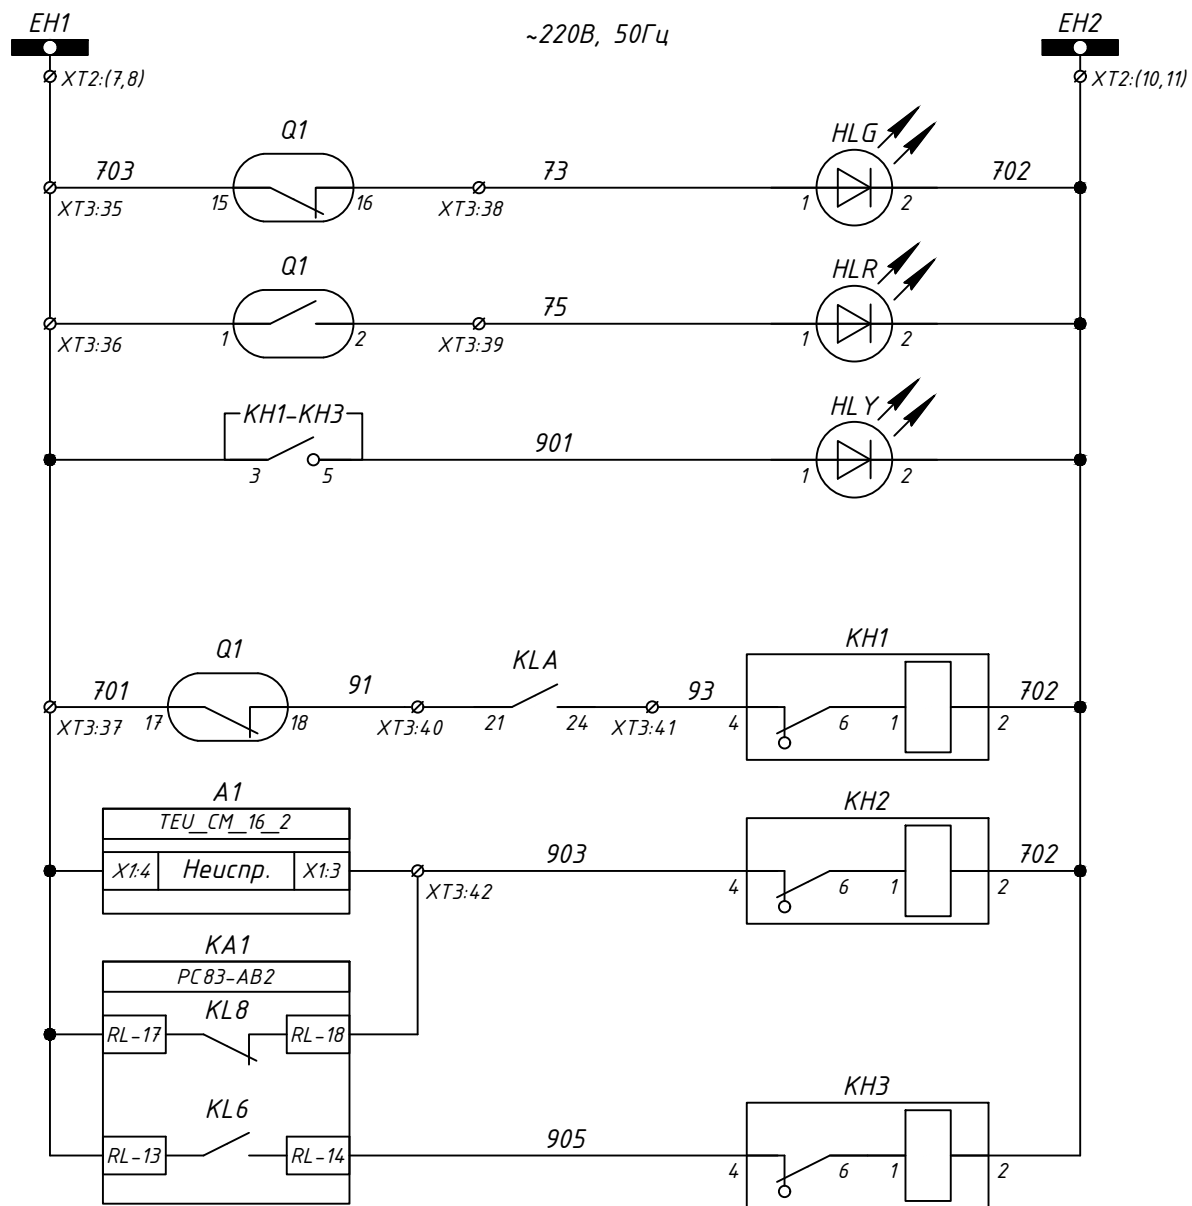 EH1
~220В, 50Гц
EH2
XT2:(7,8)
XT2:(10,11)
Q1
HLG
703
73
702
XT3:35
15
16
XT3:38
1
2
Q1
HLR
75
XT3:36
1
2
XT3:39
1
2
KH1-KH3
HLY
901
3
5
1
2
Q1
KLA
KH1
701
91
93
702
XT3:37
17
18
XT3:40
21
24
XT3:41
4
6
1
2
A1
TEU_CM_16_2
KH2
X1:4
Неиспр.
X1:3
903
702
XT3:42
4
6
1
2
KA1
PC83-AB2
KL8
RL-17
RL-18
KL6
KH3
RL-13
RL-14
905
4
6
1
2